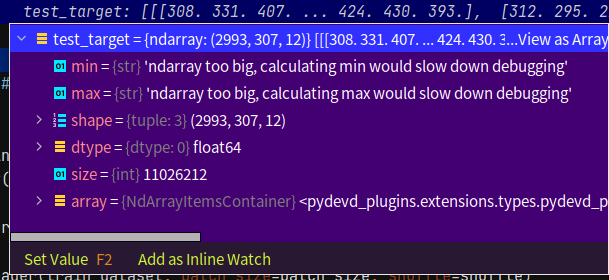 test_target: [[[308. 331. 407. ... 424. 430. 393.], [312. 295. 2
test_target = {ndarray: (2993, 307, 12)} [[[308. 331. 407. ... 424. 430. 3...View as Array
min = {str} 'ndarray too big, calculating min would slow down debugging'
max = {str} 'ndarray too big, calculating max would slow down debugging'
shape = {tuple: 3} (2993, 307, 12)
dtype = {dtype: 0} float64
size = {int} 11026212
array = {NdArrayItemsContainer} <pydevd_plugins.extensions.types.pydevd_p
Set Value F2 Add as Inline Watch